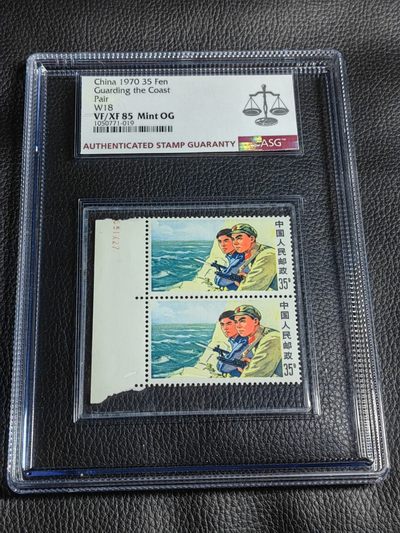 China 1970 35 Fen
Guarding the Coast
Pair
W18
VF/XF 85 Mint OG
1050771-019
AUTHENTICATED STAMP GUARANTY
ASG
中国人民邮政
35分
中国人民邮政
35分